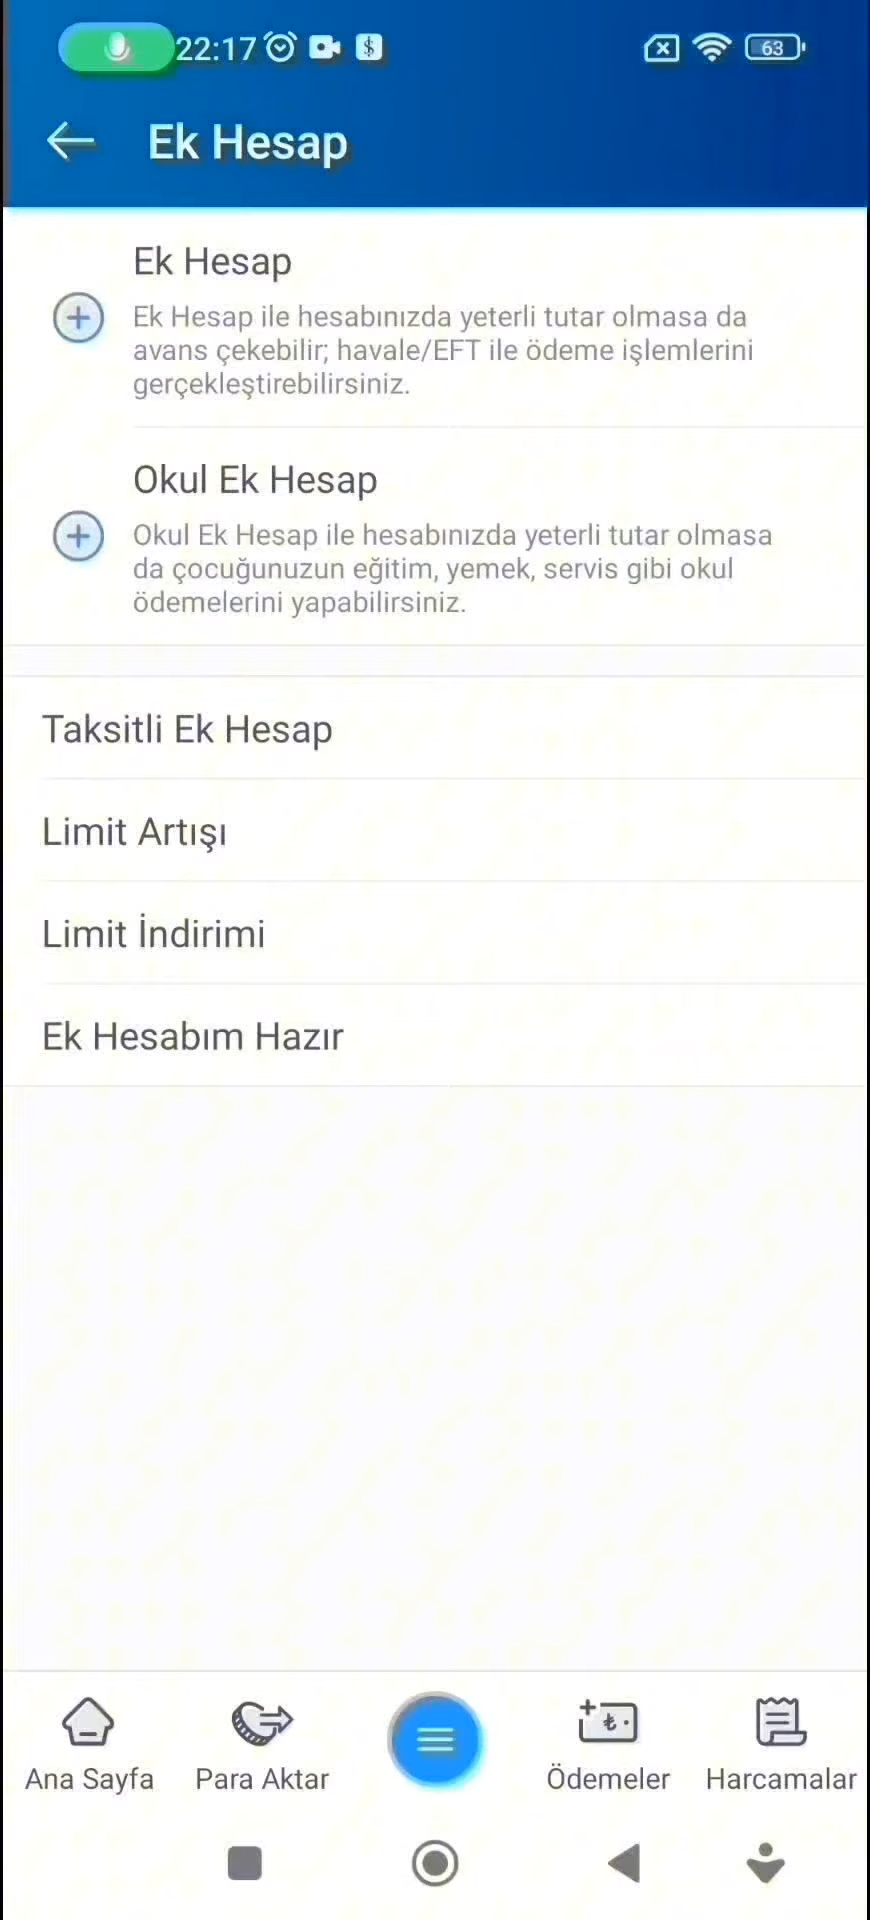 22:17
63
Ek Hesap
Ek Hesap
Ek Hesap ile hesabınızda yeterli tutar olmasa da
avans çekebilir; havale/EFT ile ödeme işlemlerini
gerçekleştirebilirsiniz.
Okul Ek Hesap
Okul Ek Hesap ile hesabınızda yeterli tutar olmasa
da çocuğunuzun eğitim, yemek, servis gibi okul
ödemelerini yapabilirsiniz.
Taksitli Ek Hesap
Limit Artışı
Limit İndirimi
Ek Hesabım Hazır
Ana Sayfa
Para Aktar
Ödemeler
Harcamalar